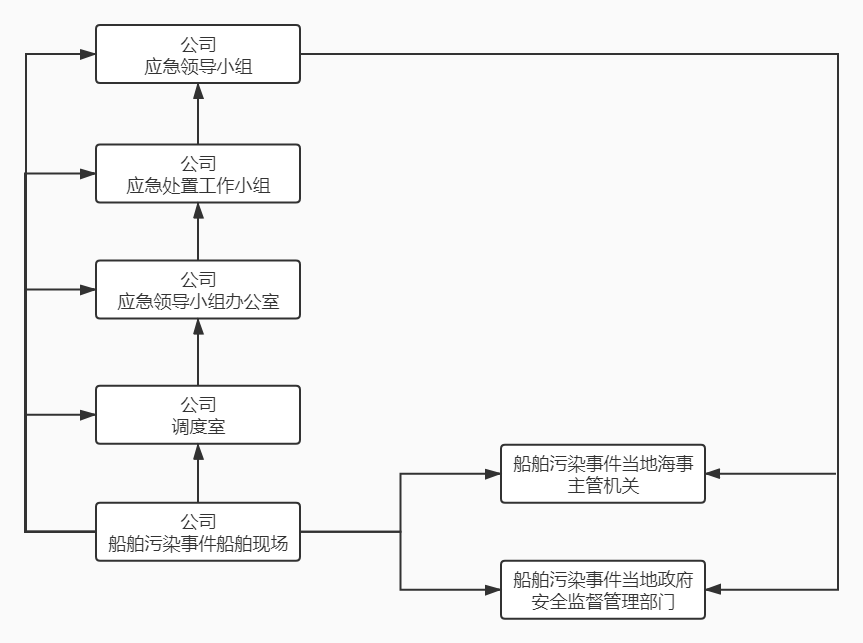 公司
应急领导小组
公司
应急处置工作小组
公司
应急领导小组办公室
公司
调度室
公司
船舶污染事件船舶现场
船舶污染事件当地海事
主管机关
船舶污染事件当地政府
安全监督管理部门